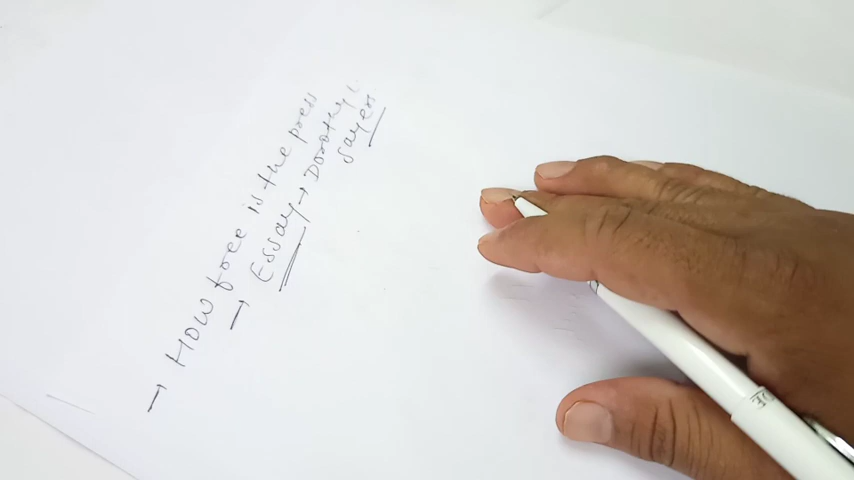 → How free is the press
→ Essay → Dorothy L
Sayers